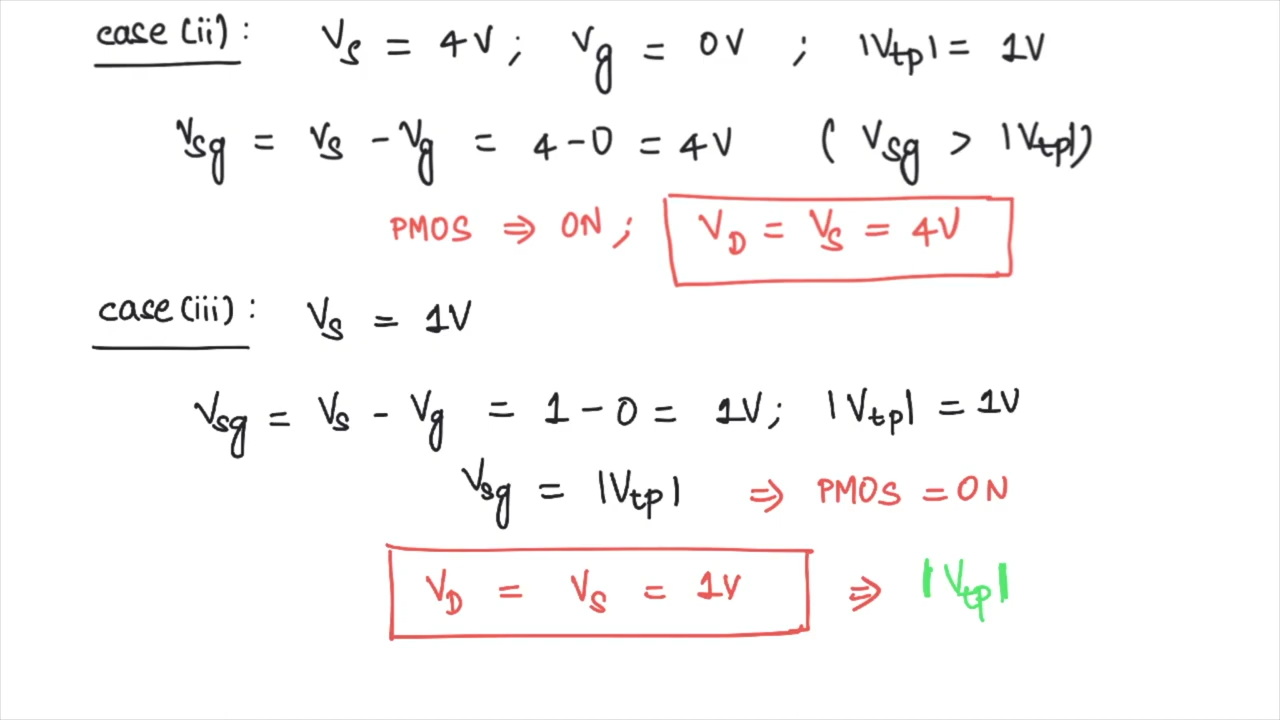 case (ii) : Vs = 4V ; Vg = 0V ; |Vtp| = 1V
Vsg = Vs - Vg = 4 - 0 = 4V ( Vsg > |Vtp|)
PMOS ⇒ ON ; VD = VS = 4V
case (iii) : Vs = 1V
Vsg = Vs - Vg = 1 - 0 = 1V; |Vtp| = 1V
Vsg = |Vtp| ⇒ PMOS = ON
VD = VS = 1V ⇒ |Vtp|